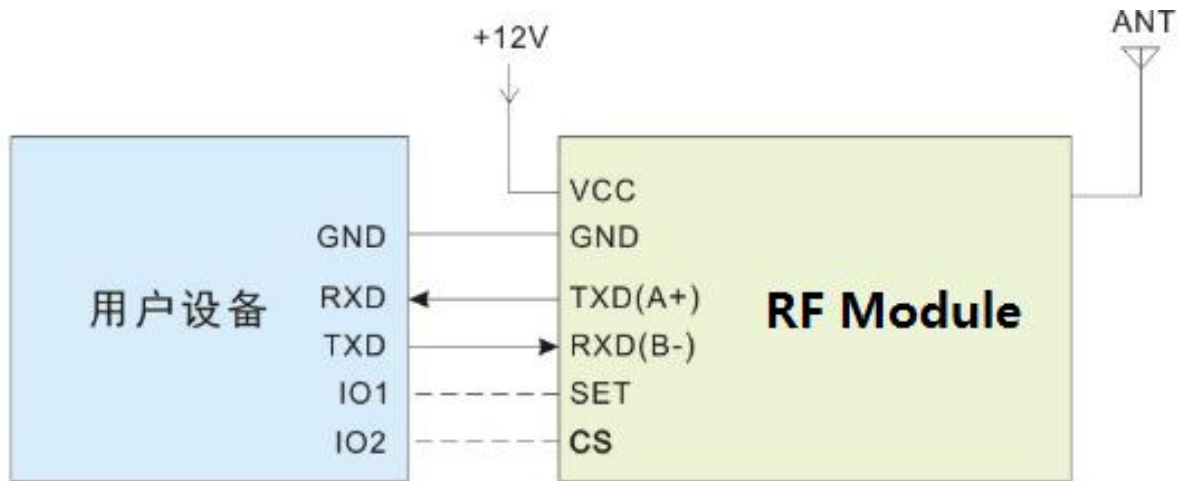 ANT
+12V
VCC
GND GND
用户设备 RXD TXD(A+) RF Module
TXD RXD(B-)
IO1 SET
IO2 CS